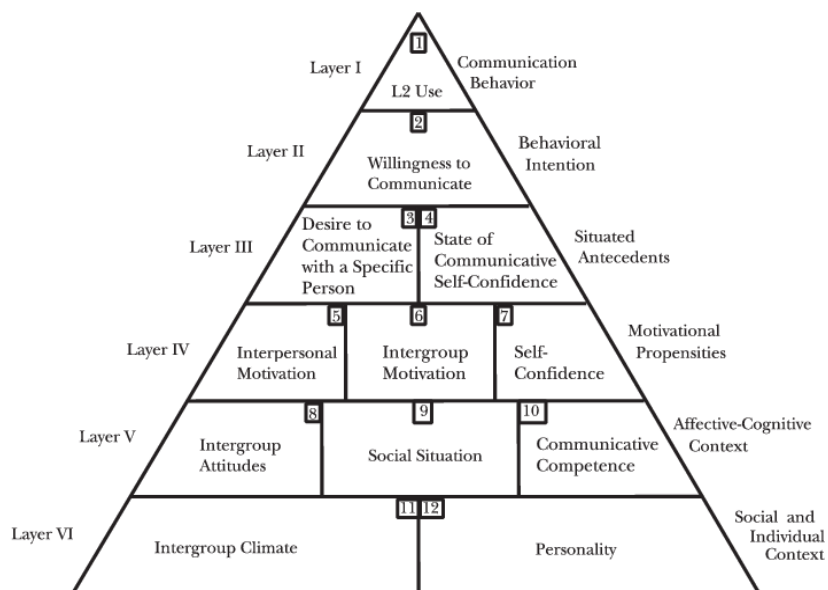 1
Layer I
Communication
Behavior
L2 Use
2
Layer II
Behavioral
Intention
Willingness to
Communicate
3 4
Layer III
Desire to
Communicate
with a Specific
Person
State of
Communicative
Self-Confidence
Situated
Antecedents
5 6 7
Layer IV
Interpersonal
Motivation
Intergroup
Motivation
Self-
Confidence
Motivational
Propensities
8 9 10
Layer V
Intergroup
Attitudes
Social Situation
Communicative
Competence
Affective-Cognitive
Context
11 12
Layer VI
Intergroup Climate
Personality
Social and
Individual
Context